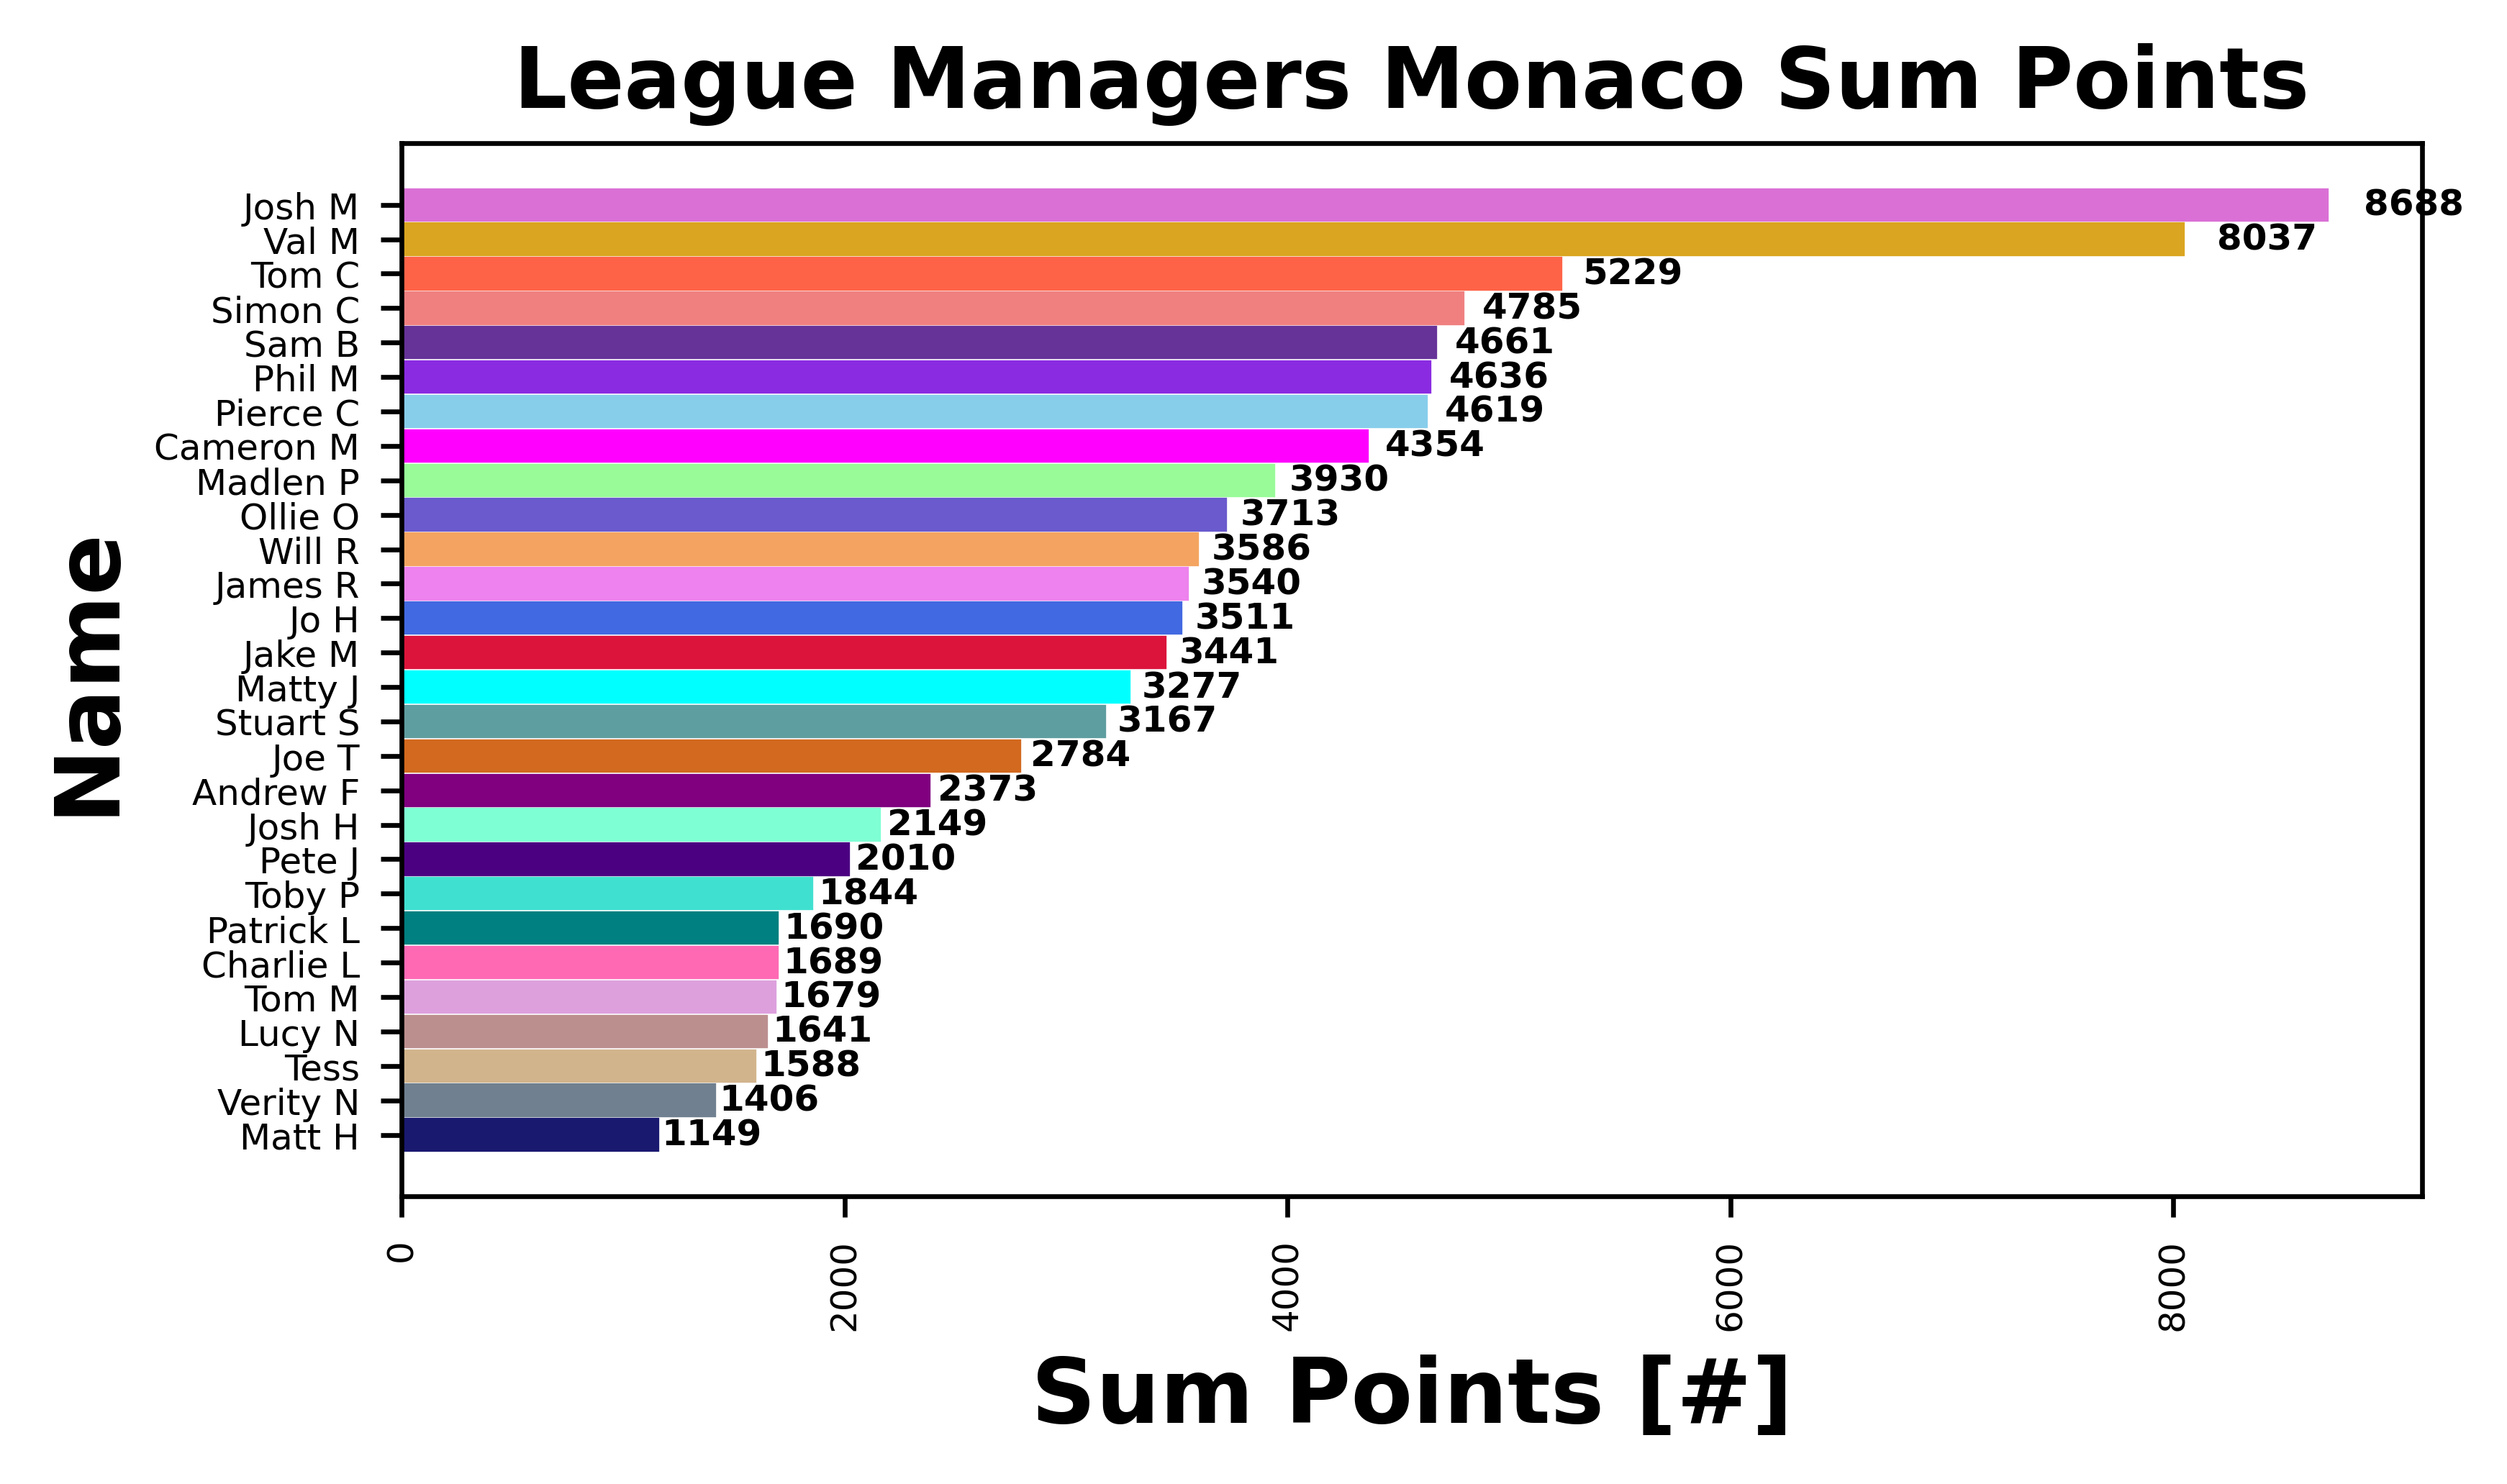 League Managers Monaco Sum Points
Name
Josh M 8688
Val M 8037
Tom C 5229
Simon C 4785
Sam B 4661
Phil M 4636
Pierce C 4619
Cameron M 4354
Madlen P 3930
Ollie O 3713
Will R 3586
James R 3540
Jo H 3511
Jake M 3441
Matty J 3277
Stuart S 3167
Joe T 2784
Andrew F 2373
Josh H 2149
Pete J 2010
Toby P 1844
Patrick L 1690
Charlie L 1689
Tom M 1679
Lucy N 1641
Tess 1588
Verity N 1406
Matt H 1149
0 2000 4000 6000 8000
Sum Points [#]